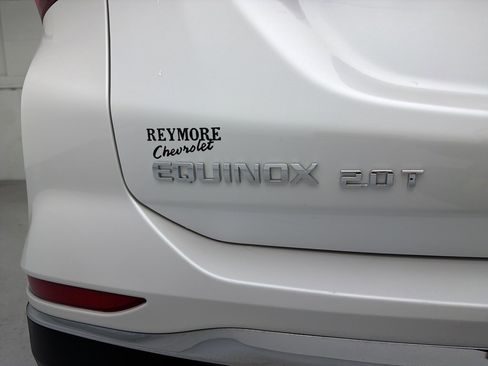 REYMORE
Chevrolet
EQUINOX 2.0T